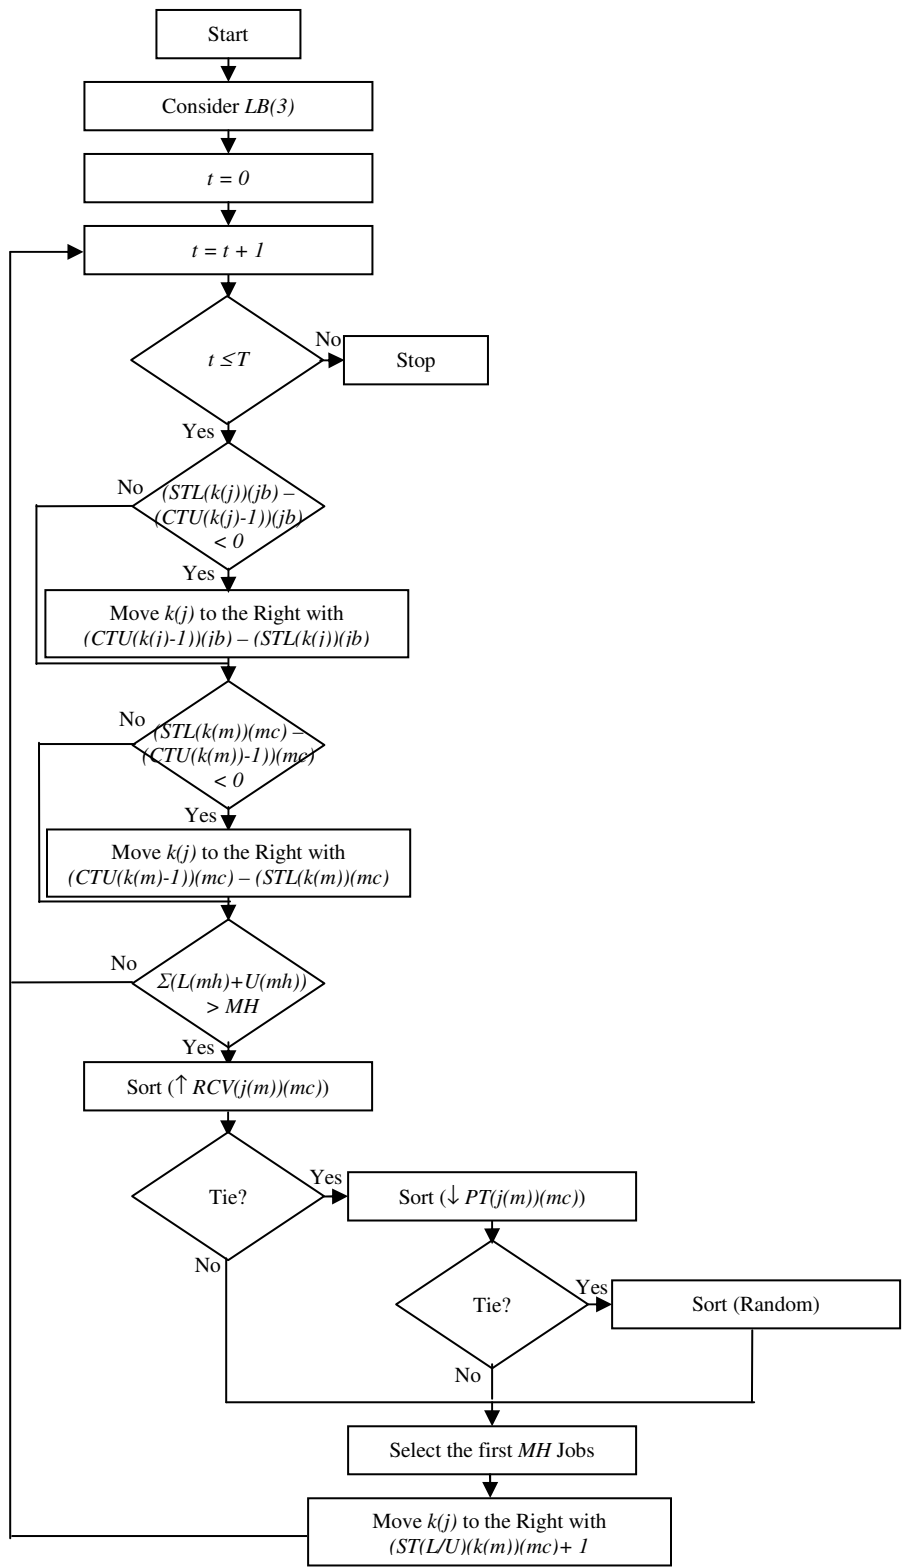 Start
Consider LB(3)
t = 0
t = t + 1
t ≤T
No
Stop
Yes
No
(STL(k(j))(jb) –
(CTU(k(j)-1))(jb)
< 0
Yes
Move k(j) to the Right with
(CTU(k(j)-1))(jb) – (STL(k(j))(jb)
No
(STL(k(m))(mc) –
(CTU(k(m))-1))(mc)
< 0
Yes
Move k(j) to the Right with
(CTU(k(m)-1))(mc) – (STL(k(m))(mc)
No
Σ(L(mh)+U(mh))
> MH
Yes
Sort (↑ RCV(j(m))(mc))
Tie?
Yes
Sort (↓ PT(j(m))(mc))
No
Tie?
Yes
Sort (Random)
No
Select the first MH Jobs
Move k(j) to the Right with
(ST(L/U)(k(m))(mc)+ 1